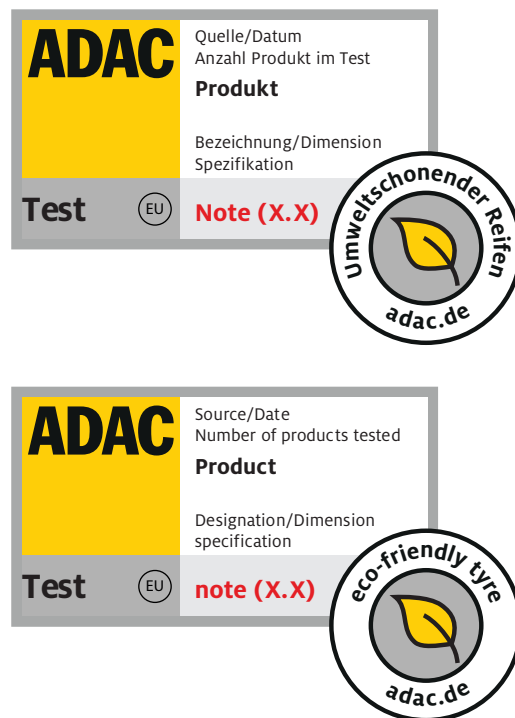 ADAC
Quelle/Datum
Anzahl Produkt im Test
Produkt
Bezeichnung/Dimension
Spezifikation
Test
EU
Note (X.X)
Umweltschonender Reifen
adac.de
ADAC
Source/Date
Number of products tested
Product
Designation/Dimension
specification
Test
EU
note (X.X)
eco-friendly tyre
adac.de